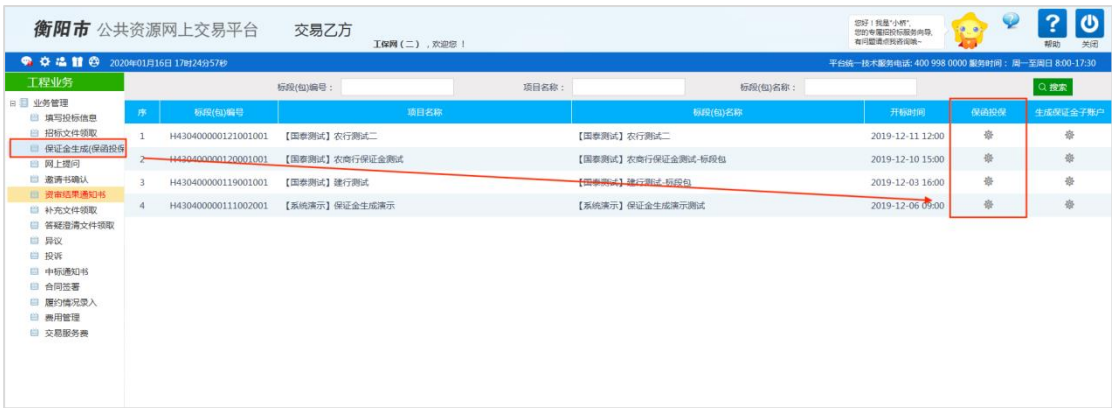 衡阳市 公共资源网上交易平台 交易乙方 工保网 ( 二 ) , 欢迎您 !
您好！我是"小桥"，
您的专属招投标服务向导，
有问题请点我咨询哦~
? 帮助 关闭
2020年01月16日 17时24分57秒 平台统一技术服务电话: 400 998 0000 服务时间 : 周一至周日 8:00-17:30
工程业务
标段(包)编号 : 项目名称 : 标段(包)名称 : 搜索
业务管理
填写投标信息
招标文件领取
保证金生成(保函投保
网上提问
邀请书确认
资审结果通知书
补充文件领取
答疑澄清文件领取
异议
投诉
中标通知书
合同签署
履约情况录入
费用管理
交易服务费
序 标段(包)编号 项目名称 标段(包)名称 开标时间 保函投保 生成保证金子账户
1 H430400000121001001 【国泰测试】农行测试二 【国泰测试】农行测试二 2019-12-11 12:00
2 H430400000120001001 【国泰测试】农商行保证金测试 【国泰测试】农商行保证金测试-标段包 2019-12-10 15:00
3 H430400000119001001 【国泰测试】建行测试 【国泰测试】建行测试-标段包 2019-12-03 16:00
4 H430400000111002001 【系统演示】保证金生成演示 【系统演示】保证金生成演示测试 2019-12-06 09:00